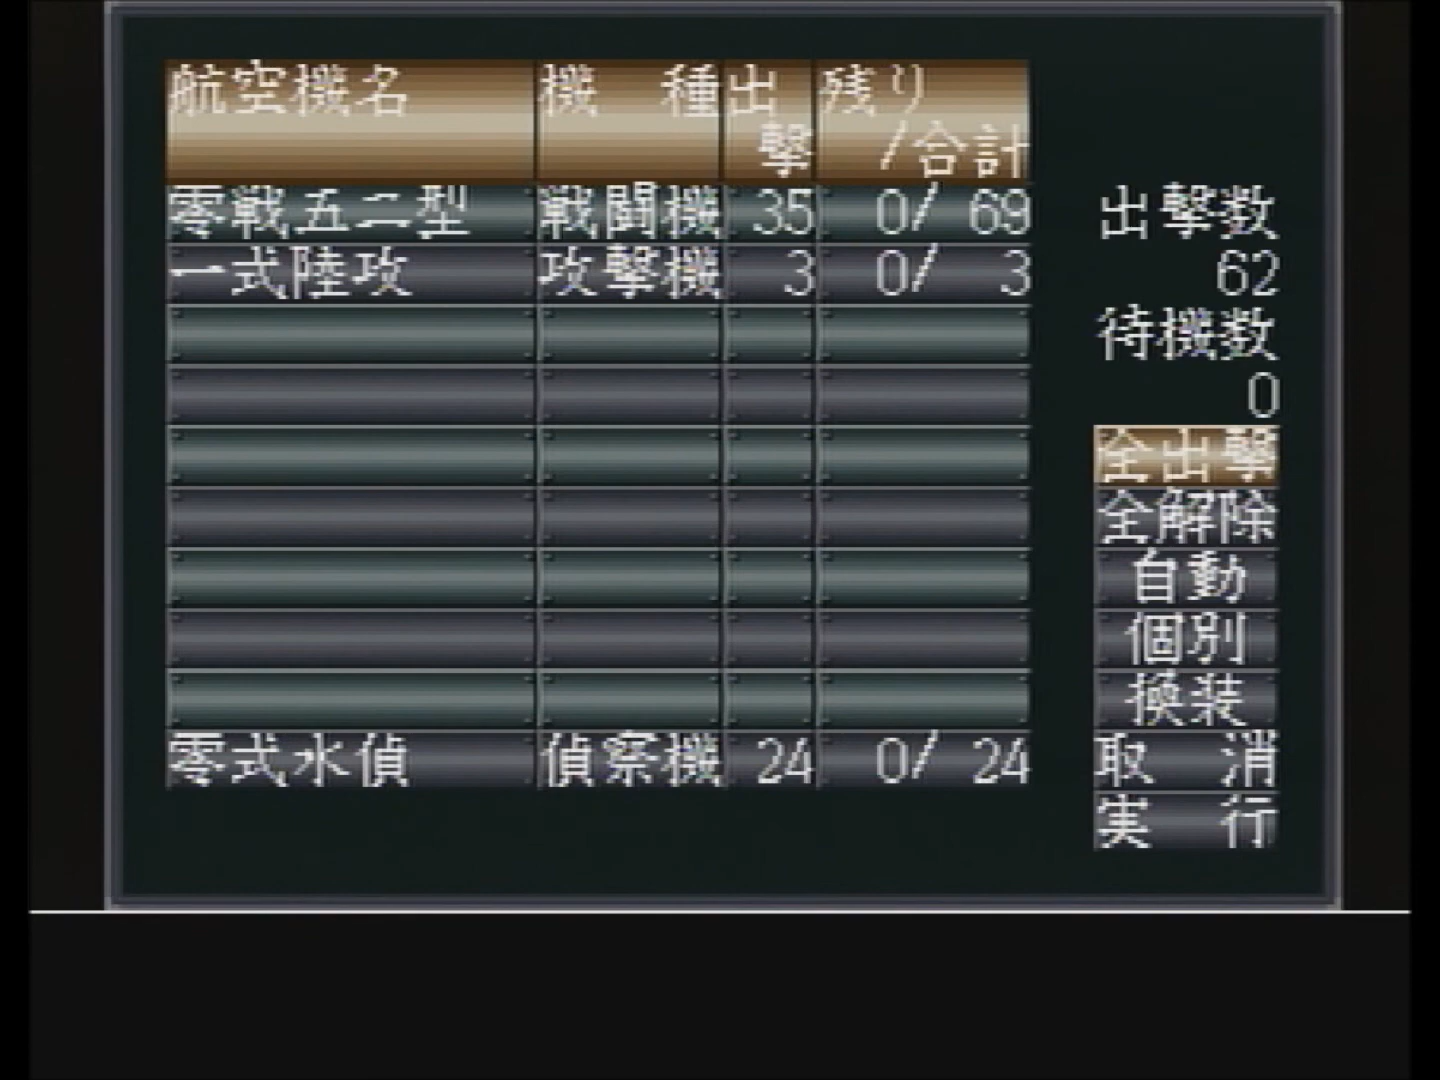 航空機名 機　種 出撃 残り/合計
零戦五二型 戦闘機 35 0/ 69
一式陸攻 攻撃機 3 0/ 3
零式水偵 偵察機 24 0/ 24
出撃数
62
待機数
0
全出撃
全解除
自動
個別
換装
取　消
実　行